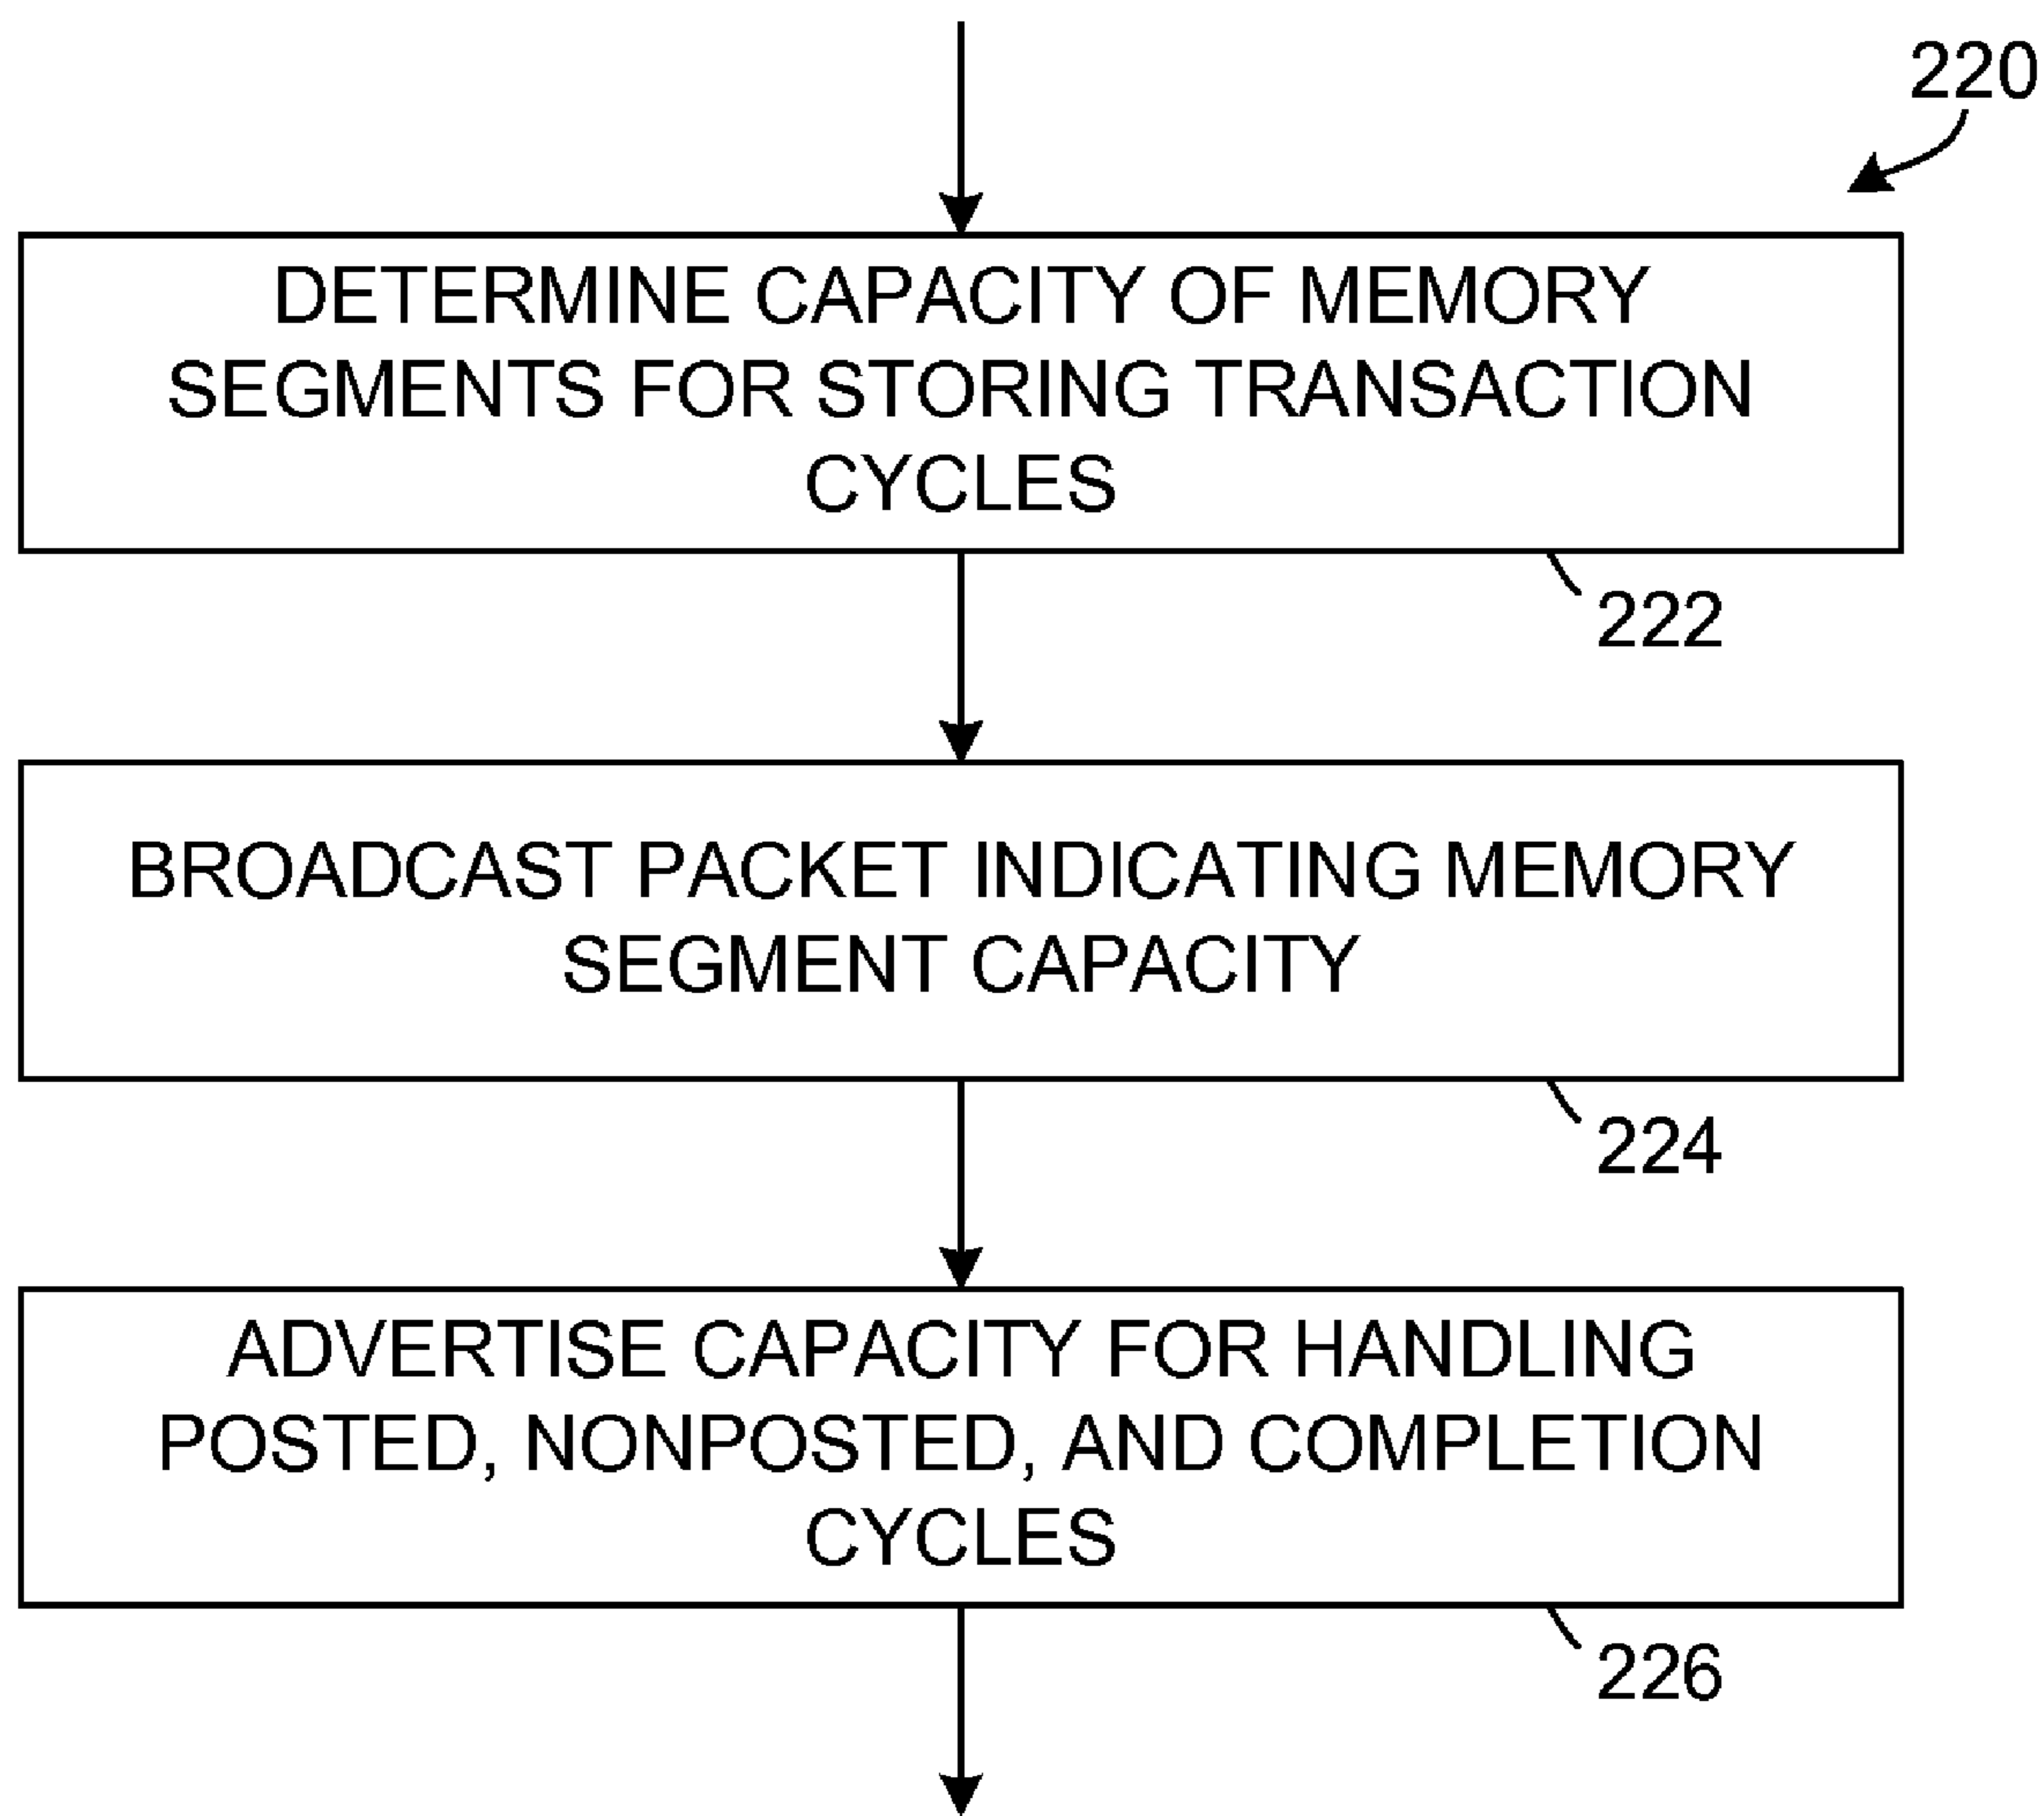 220
DETERMINE CAPACITY OF MEMORY
SEGMENTS FOR STORING TRANSACTION
CYCLES
222
BROADCAST PACKET INDICATING MEMORY
SEGMENT CAPACITY
224
ADVERTISE CAPACITY FOR HANDLING
POSTED, NONPOSTED, AND COMPLETION
CYCLES
226